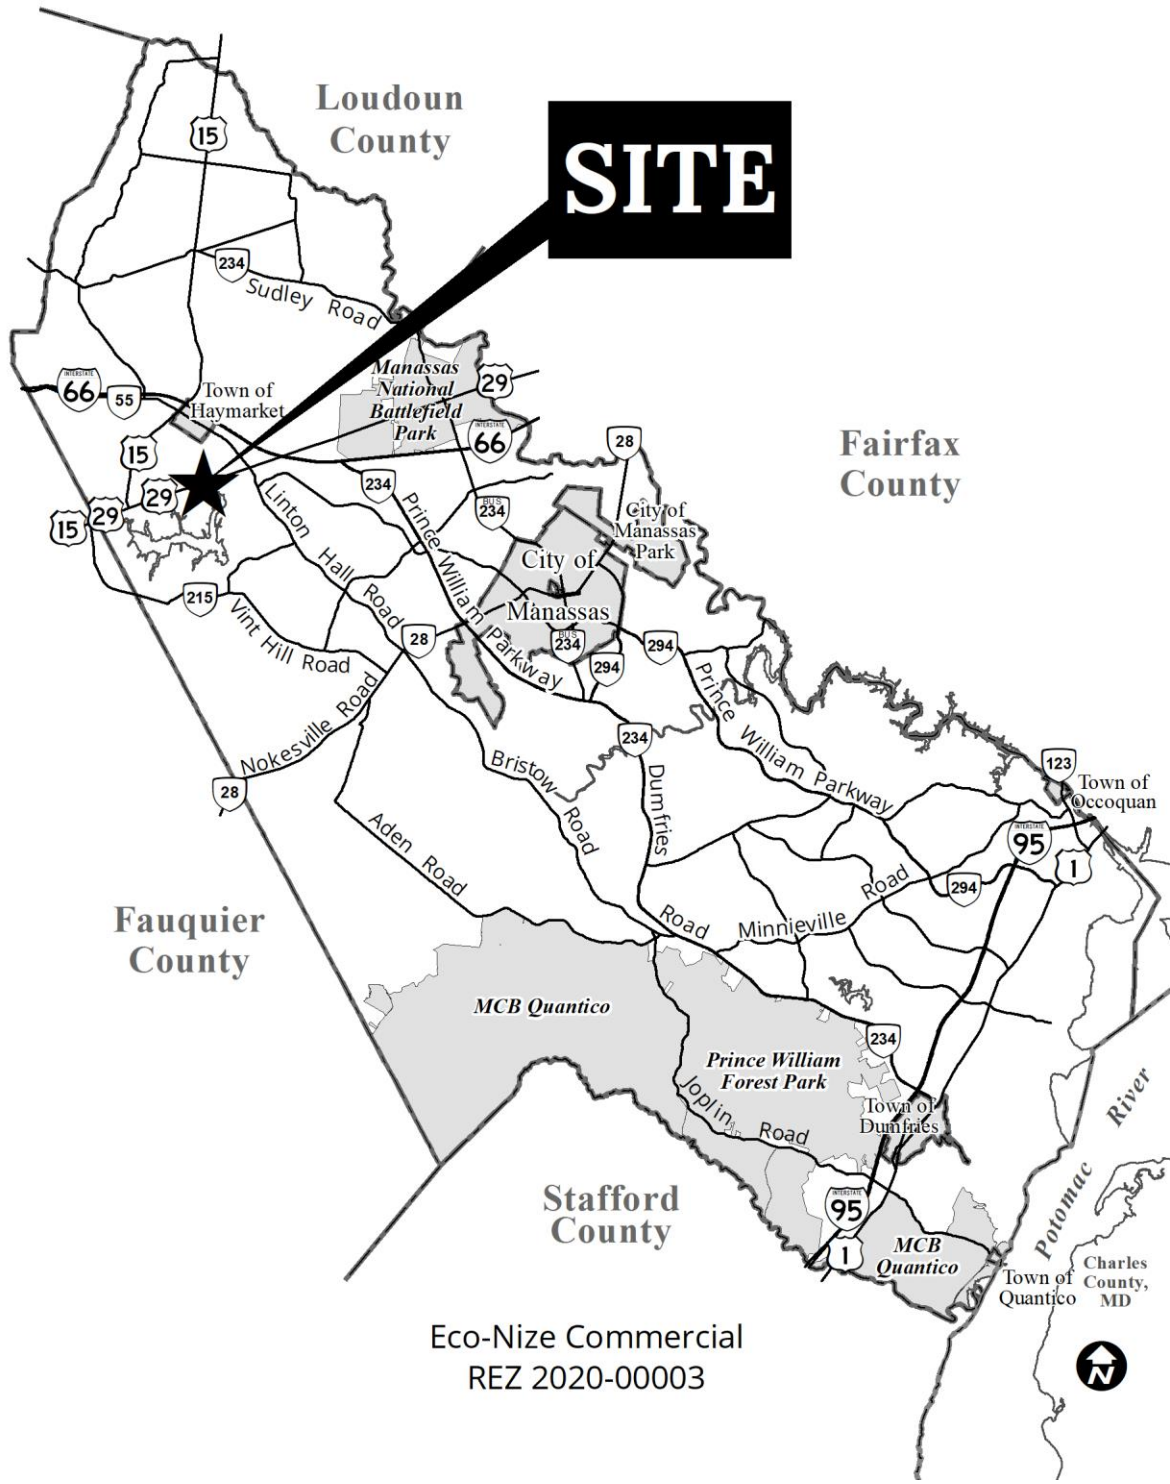 Loudoun
County
SITE
15
234
Sudley Road
Manassas
National
Battlefield
Park
29
INTERSTATE
66
55
Town of
Haymarket
INTERSTATE
66
28
Fairfax
County
15
29
29
15
234
BUS
234
City of
Manassas
Park
City of
Manassas
Linton Hall Road
Prince William Parkway
215
Vint Hill Road
28
BUS
234
294
294
Prince William Parkway
Nokesville Road
28
234
Dumfries Road
Bristow Road
Aden Road
123
Town of
Occoquan
INTERSTATE
95
1
294
Minnieville Road
Fauquier
County
MCB Quantico
Prince William
Forest Park
234
Joplin Road
Town of
Dumfries
Potomac River
Stafford
County
INTERSTATE
95
1
MCB
Quantico
Town of
Quantico
Charles
County,
MD
Eco-Nize Commercial
REZ 2020-00003
N